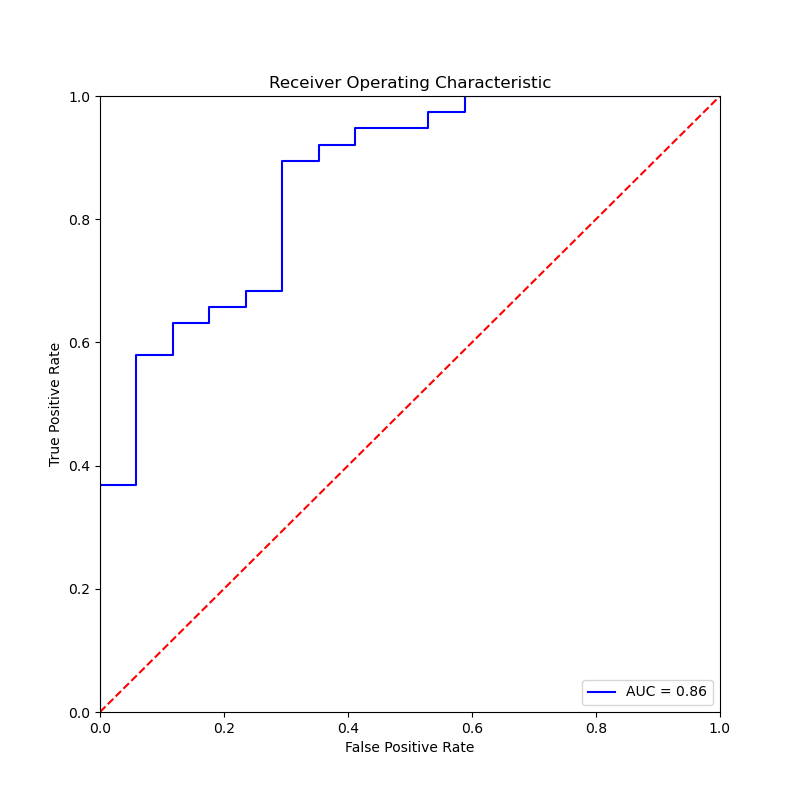 Receiver Operating Characteristic
1.0
0.8
0.6
0.4
0.2
0.0
True Positive Rate
AUC = 0.86
0.0 0.2 0.4 0.6 0.8 1.0
False Positive Rate